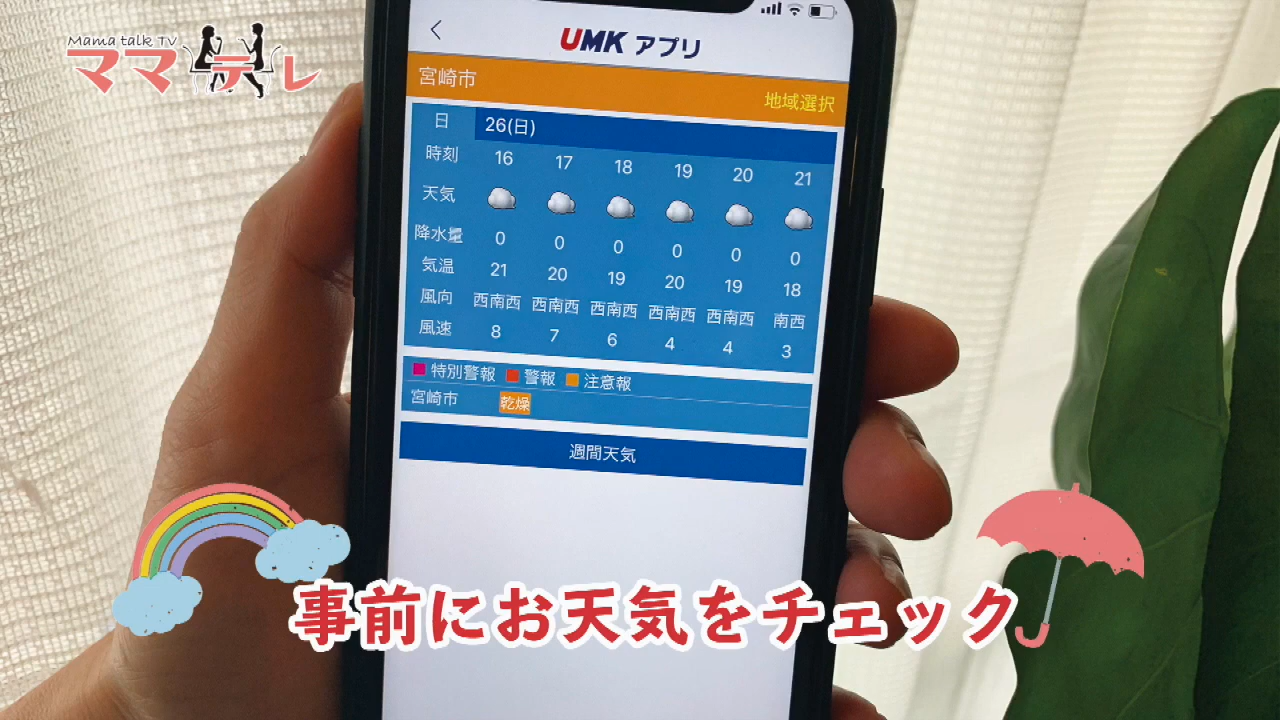 Mama talk TV
ママテレ
UMK アプリ
宮崎市 地域選択
日 26(日)
時刻 16 17 18 19 20 21
天気
降水量 0 0 0 0 0 0
気温 21 20 19 20 19 18
風向 西南西 西南西 西南西 西南西 西南西 南西
風速 8 7 6 4 4 3
特別警報 警報 注意報
宮崎市 乾燥
週間天気
事前にお天気をチェック